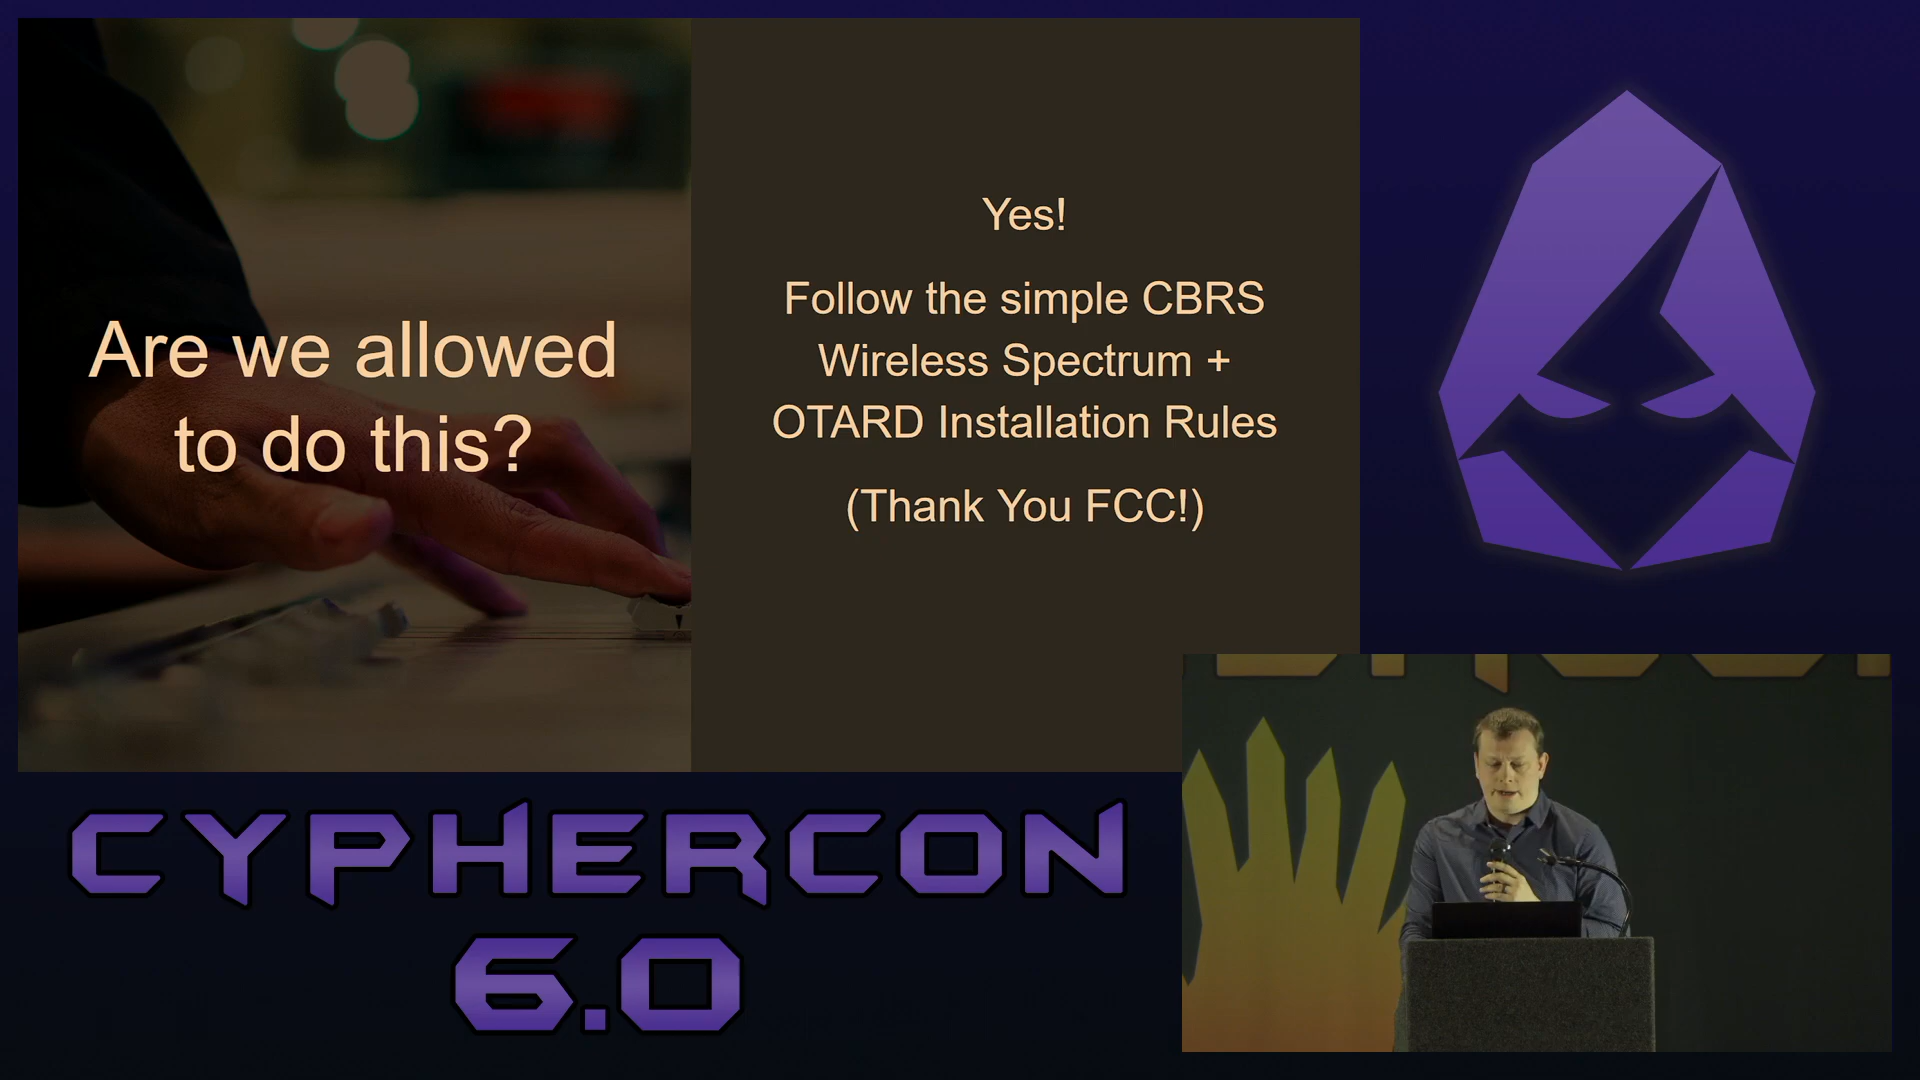 Are we allowed
to do this?
Yes!
Follow the simple CBRS
Wireless Spectrum +
OTARD Installation Rules
(Thank You FCC!)
CYPHERCON
6.0